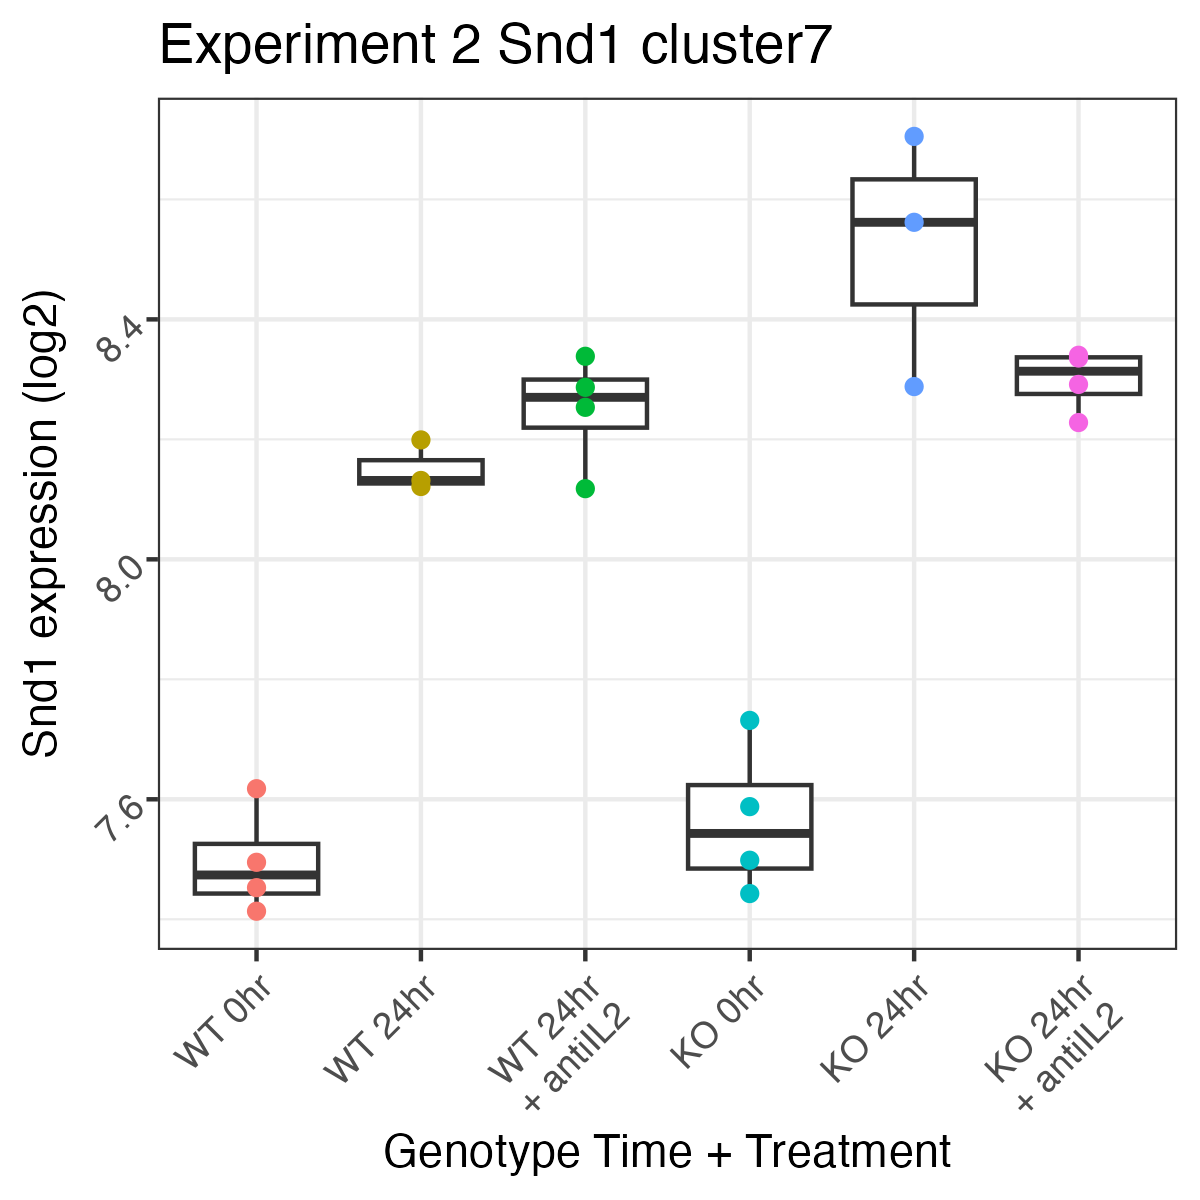 Experiment 2 Snd1 cluster7
Snd1 expression (log2)
8.4
8.0
7.6
WT 0hr
WT 24hr
WT 24hr
+ antiIL2
KO 0hr
KO 24hr
KO 24hr
+ antiIL2
Genotype Time + Treatment